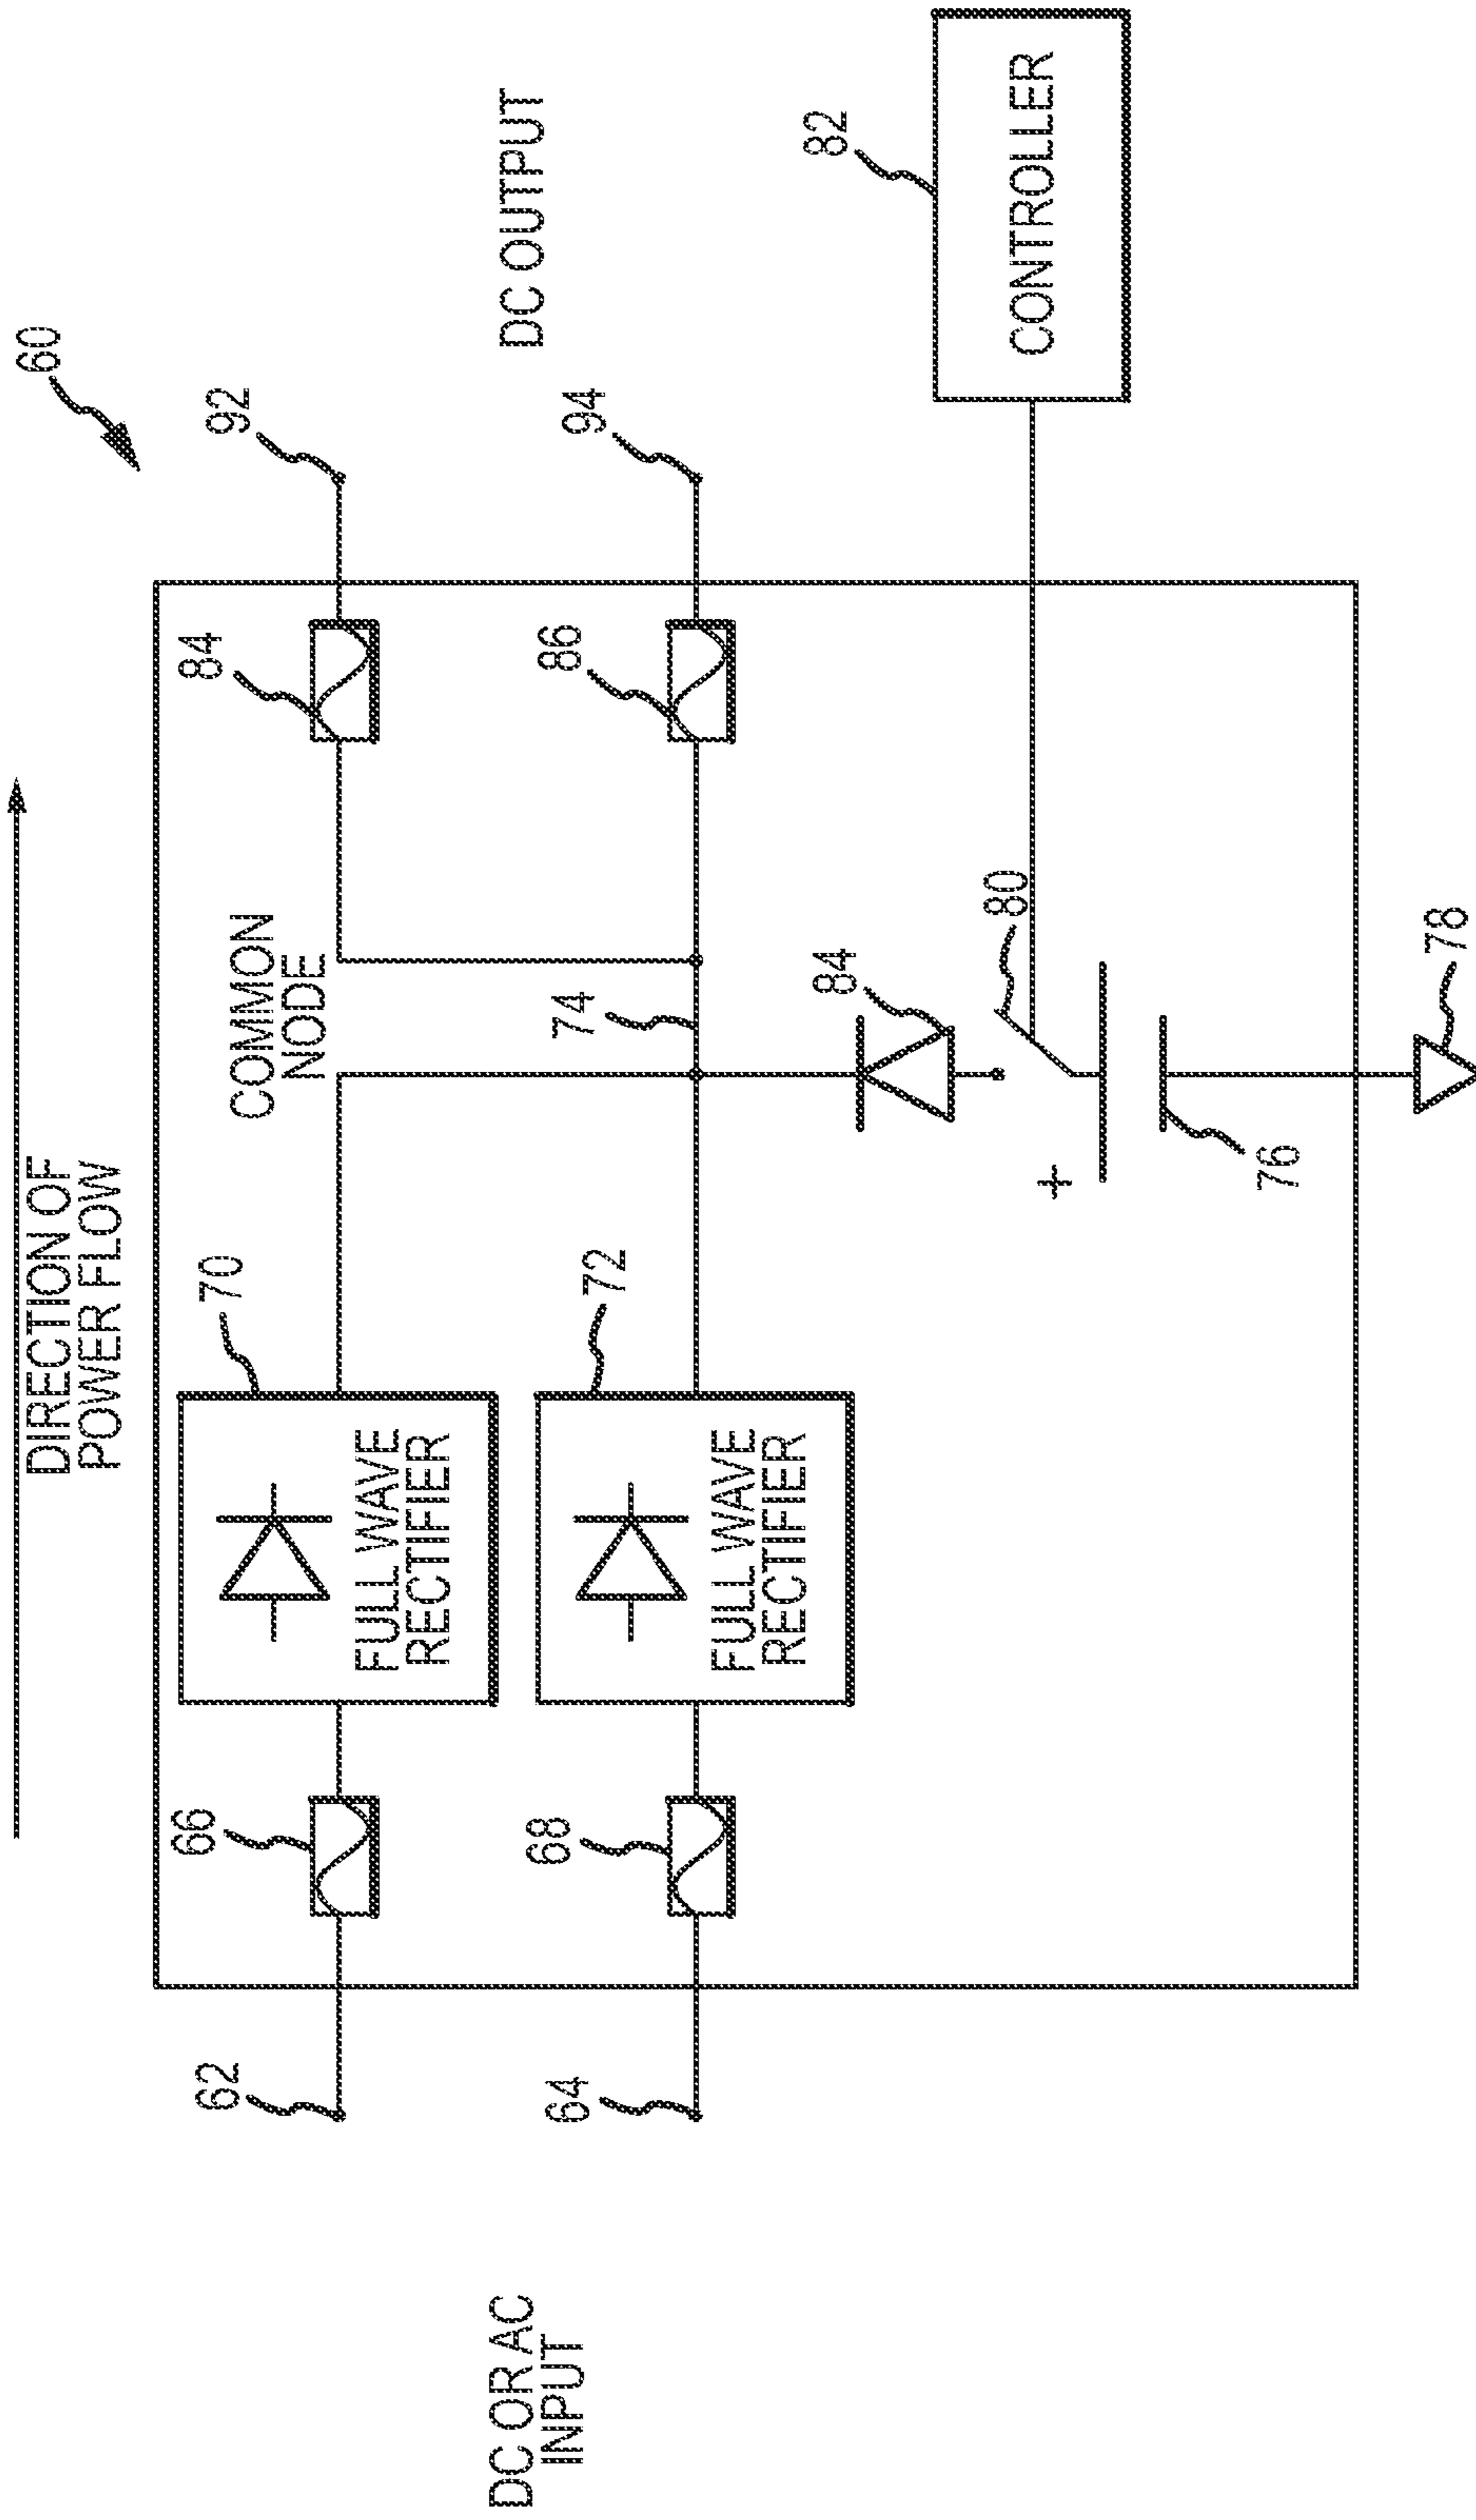 60
DIRECTION OF
POWER FLOW
62
66
70
COMMON
NODE
84
92
FULL WAVE
RECTIFIER
DC OR AC
INPUT
DC OUTPUT
64
68
72
74
86
94
FULL WAVE
RECTIFIER
84
82
80
CONTROLLER
+
76
78